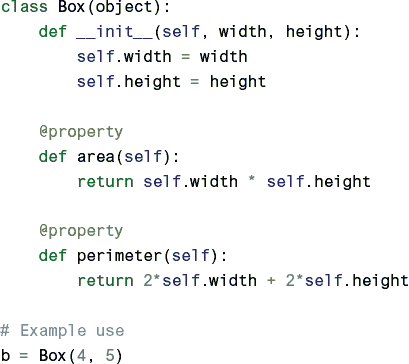 class Box(object):
    def __init__(self, width, height):
        self.width = width
        self.height = height

    @property
    def area(self):
        return self.width * self.height

    @property
    def perimeter(self):
        return 2*self.width + 2*self.height

# Example use
b = Box(4, 5)